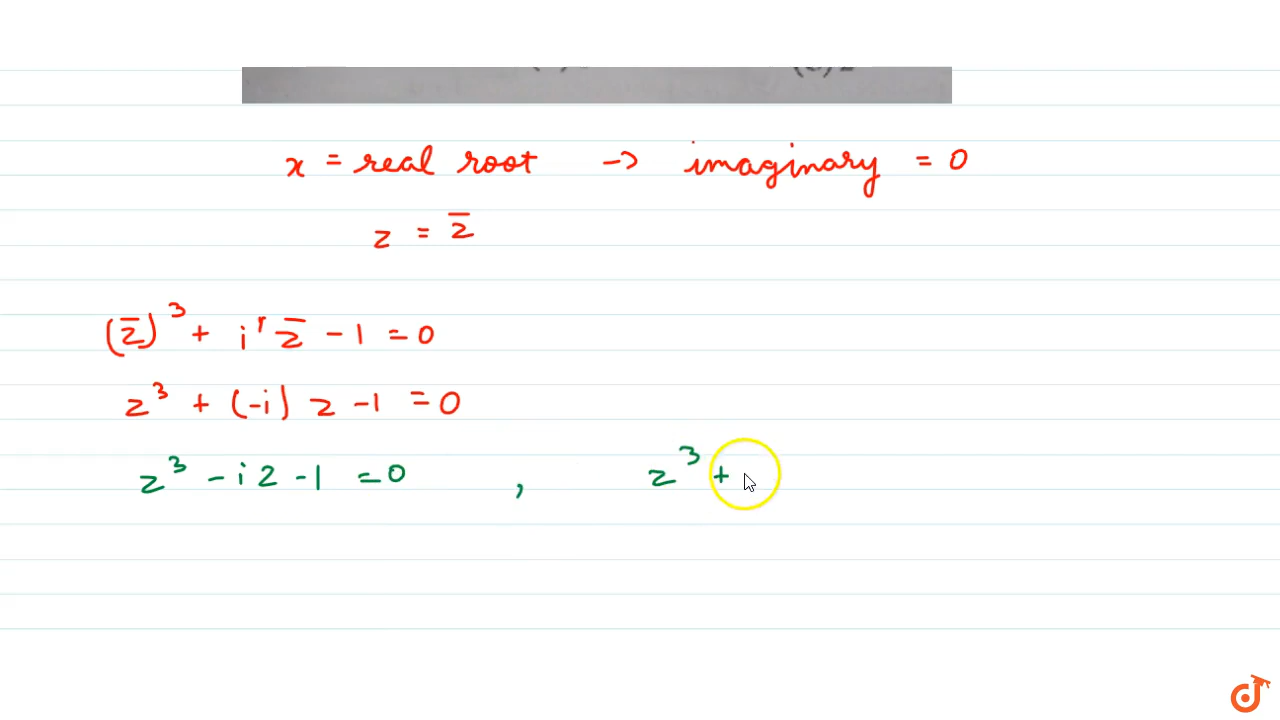 x = real root → imaginary = 0
z = z̅
(z̅)³ + i' z̅ - 1 = 0
z³ + (-i) z - 1 = 0
z³ - i z - 1 = 0 , z³ +